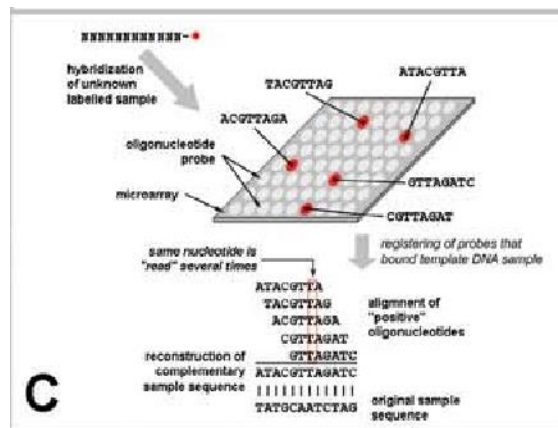 NNNNNNNNNNNN-
hybridization
of unknown
labelled sample
ATACGTTA
TACGTTAG
ACGTTAGA
oligonucleotide
probe
microarray
GTTAGATC
CGTTAGAT
registering of probes that
bound template DNA sample
same nucleotide is
"read" several times
ATACGTTA
TACGTTAG
ACGTTAGA
CGTTAGAT
GTTAGATC
alignment of
"positive"
oligonucleotides
reconstruction of
complementary
sample sequence
ATACGTTAGATC
TATGCAATCTAG
original sample
sequence
C